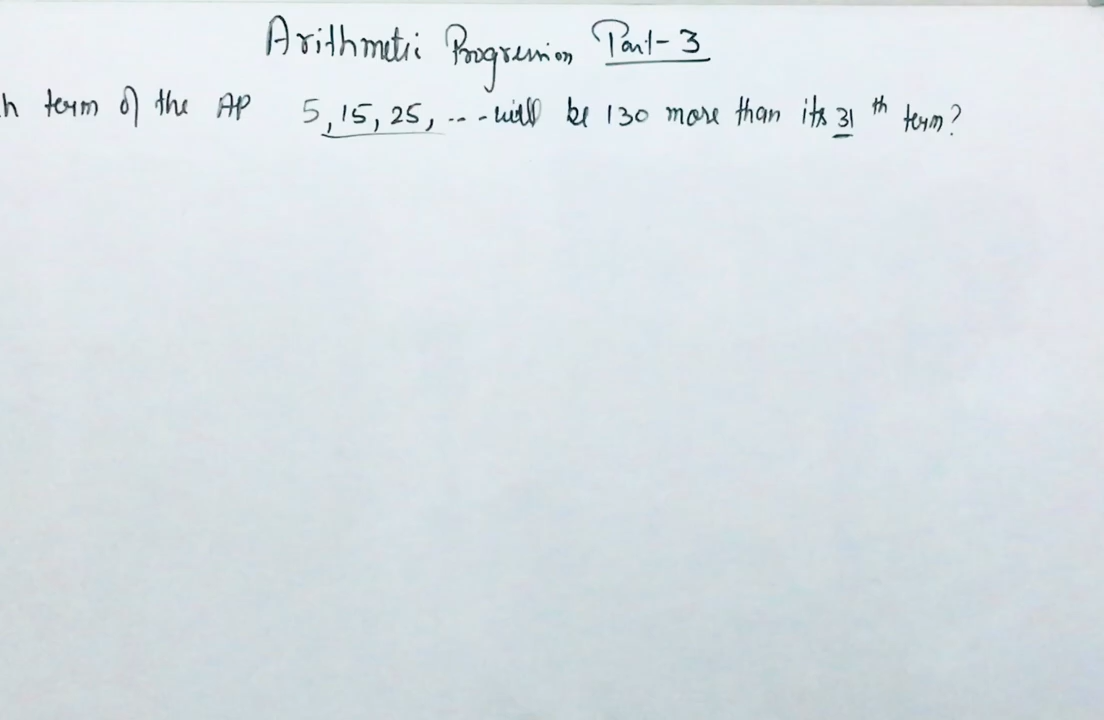 Arithmetic Progression Part-3
h term of the AP 5, 15, 25, ... will be 130 more than its 31 th term?